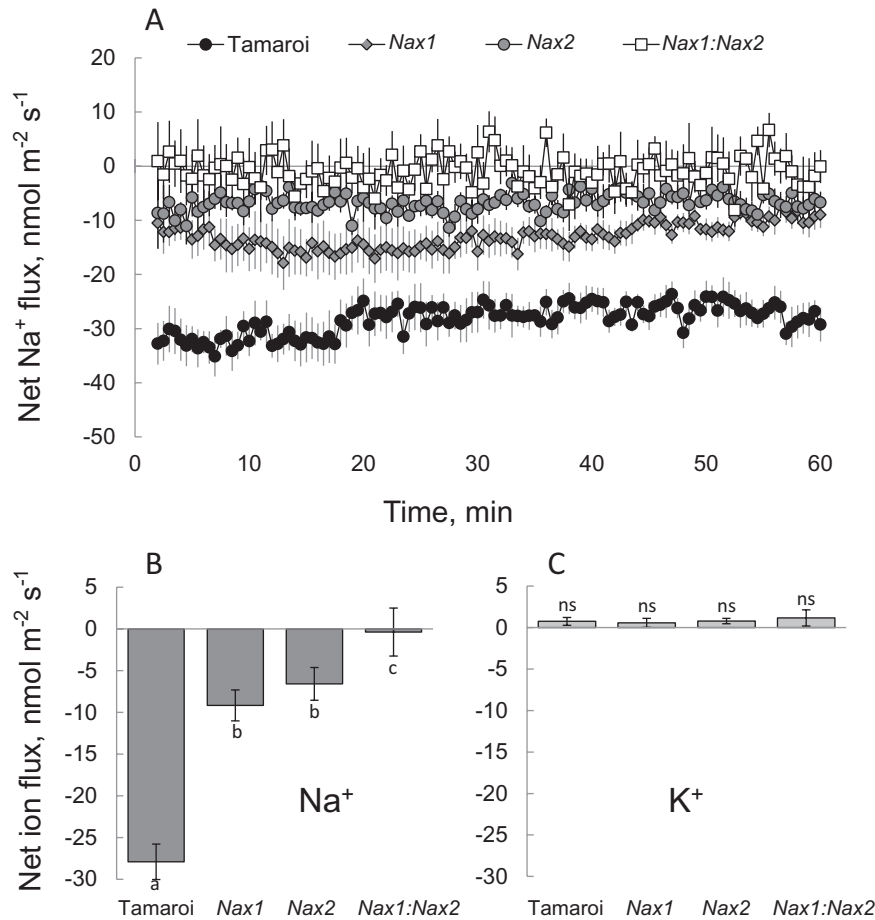 A
Tamaroi Nax1 Nax2 Nax1:Nax2
Net Na⁺ flux, nmol m⁻² s⁻¹
20
10
0
-10
-20
-30
-40
-50
0 10 20 30 40 50 60
Time, min
B
Net ion flux, nmol m⁻² s⁻¹
5
0
-5
-10
-15
-20
-25
-30
a
b
b
c
Na⁺
Tamaroi Nax1 Nax2 Nax1:Nax2
C
5
0
-5
-10
-15
-20
-25
-30
ns ns ns ns
K⁺
Tamaroi Nax1 Nax2 Nax1:Nax2